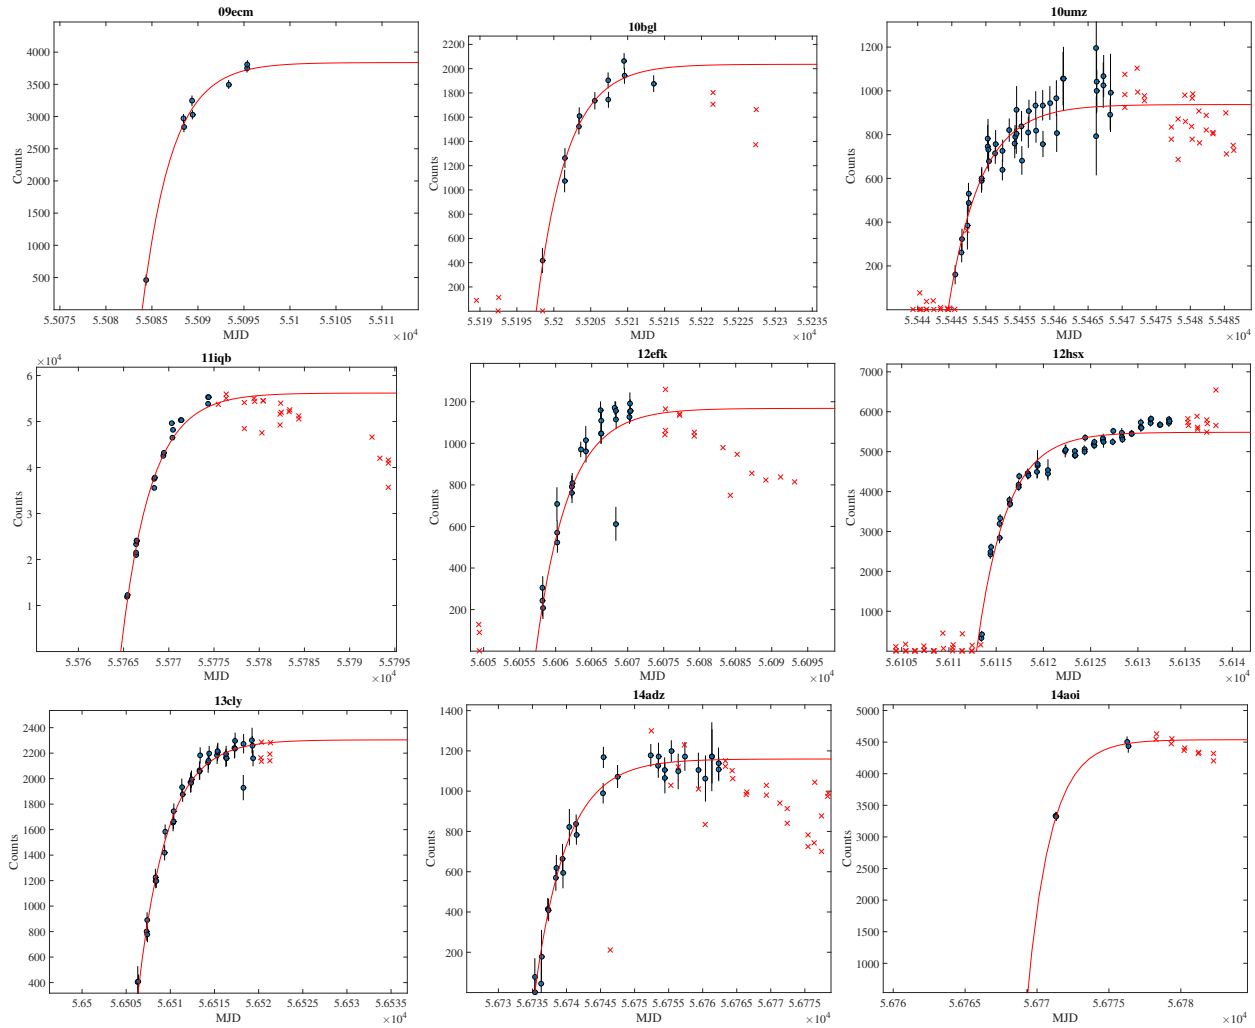 09ecm
4000
3500
3000
2500
2000
1500
1000
500
Counts
5.5075 5.508 5.5085 5.509 5.5095 5.51 5.5105 5.511
MJD
×10⁴
10bgl
2200
2000
1800
1600
1400
1200
1000
800
600
400
200
Counts
5.519 5.5195 5.52 5.5205 5.521 5.5215 5.522 5.5225 5.523 5.5235
MJD
×10⁴
10umz
1200
1000
800
600
400
200
Counts
5.544 5.5445 5.545 5.5455 5.546 5.5465 5.547 5.5475 5.548 5.5485
MJD
×10⁴
11iqb
×10⁴
6
5
4
3
2
1
Counts
5.576 5.5765 5.577 5.5775 5.578 5.5785 5.579 5.5795
MJD
×10⁴
12efk
1200
1000
800
600
400
200
Counts
5.605 5.6055 5.606 5.6065 5.607 5.6075 5.608 5.6085 5.609 5.6095
MJD
×10⁴
12hsx
7000
6000
5000
4000
3000
2000
1000
Counts
5.6105 5.611 5.6115 5.612 5.6125 5.613 5.6135 5.614
MJD
×10⁴
13cly
2400
2200
2000
1800
1600
1400
1200
1000
800
600
400
Counts
5.65 5.6505 5.651 5.6515 5.652 5.6525 5.653 5.6535
MJD
×10⁴
14adz
1400
1200
1000
800
600
400
200
Counts
5.673 5.6735 5.674 5.6745 5.675 5.6755 5.676 5.6765 5.677 5.6775
MJD
×10⁴
14aoi
5000
4500
4000
3500
3000
2500
2000
1500
1000
Counts
5.676 5.6765 5.677 5.6775 5.678
MJD
×10⁴